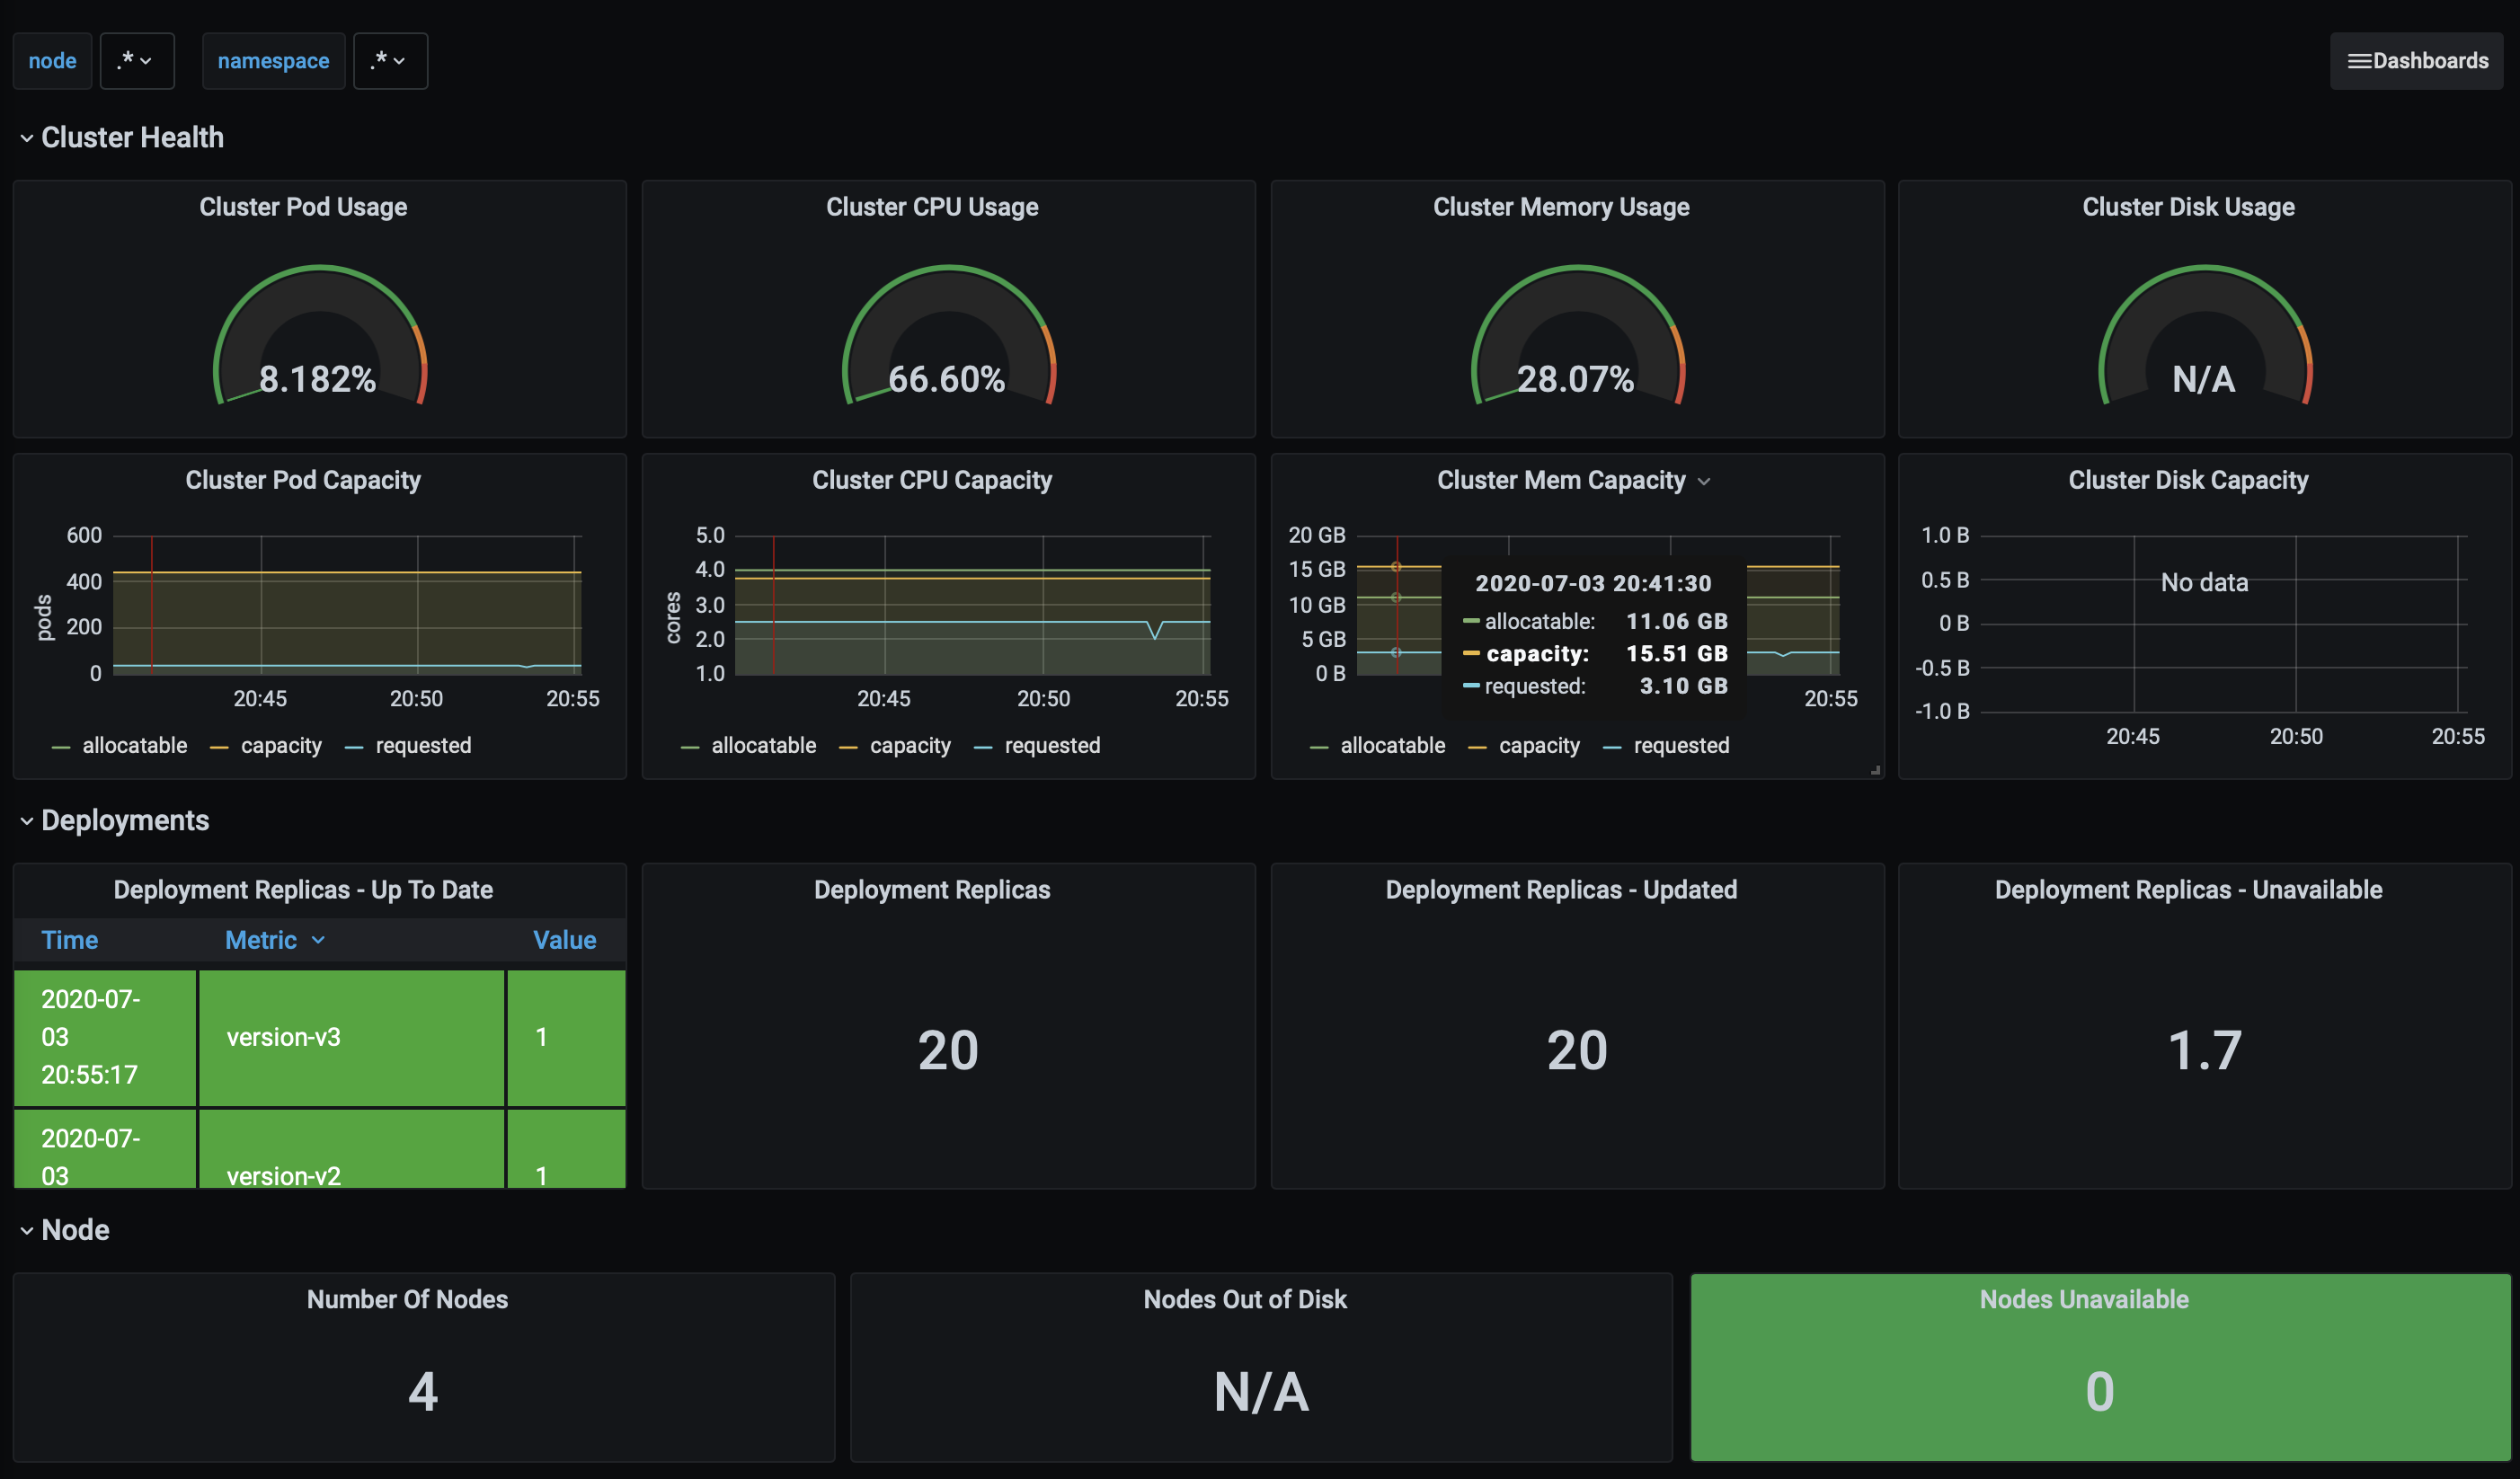 node .* namespace .* Dashboards
Cluster Health
Cluster Pod Usage
8.182%
Cluster CPU Usage
66.60%
Cluster Memory Usage
28.07%
Cluster Disk Usage
N/A
Cluster Pod Capacity
600
400
200
0
pods
20:45 20:50 20:55
allocatable capacity requested
Cluster CPU Capacity
5.0
4.0
3.0
2.0
1.0
cores
20:45 20:50 20:55
allocatable capacity requested
Cluster Mem Capacity
20 GB
15 GB
10 GB
5 GB
0 B
2020-07-03 20:41:30
allocatable: 11.06 GB
capacity: 15.51 GB
requested: 3.10 GB
20:55
allocatable capacity requested
Cluster Disk Capacity
1.0 B
0.5 B
0 B
-0.5 B
-1.0 B
No data
20:45 20:50 20:55
Deployments
Deployment Replicas - Up To Date
Time Metric Value
2020-07-
03
20:55:17
version-v3
1
2020-07-
03
version-v2
1
Deployment Replicas
20
Deployment Replicas - Updated
20
Deployment Replicas - Unavailable
1.7
Node
Number Of Nodes
4
Nodes Out of Disk
N/A
Nodes Unavailable
0